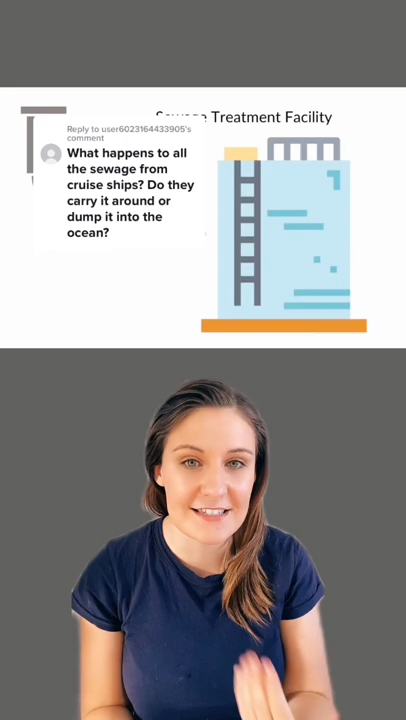 Sewage Treatment Facility
Reply to user6023164433905's
comment
What happens to all
the sewage from
cruise ships? Do they
carry it around or
dump it into the
ocean?